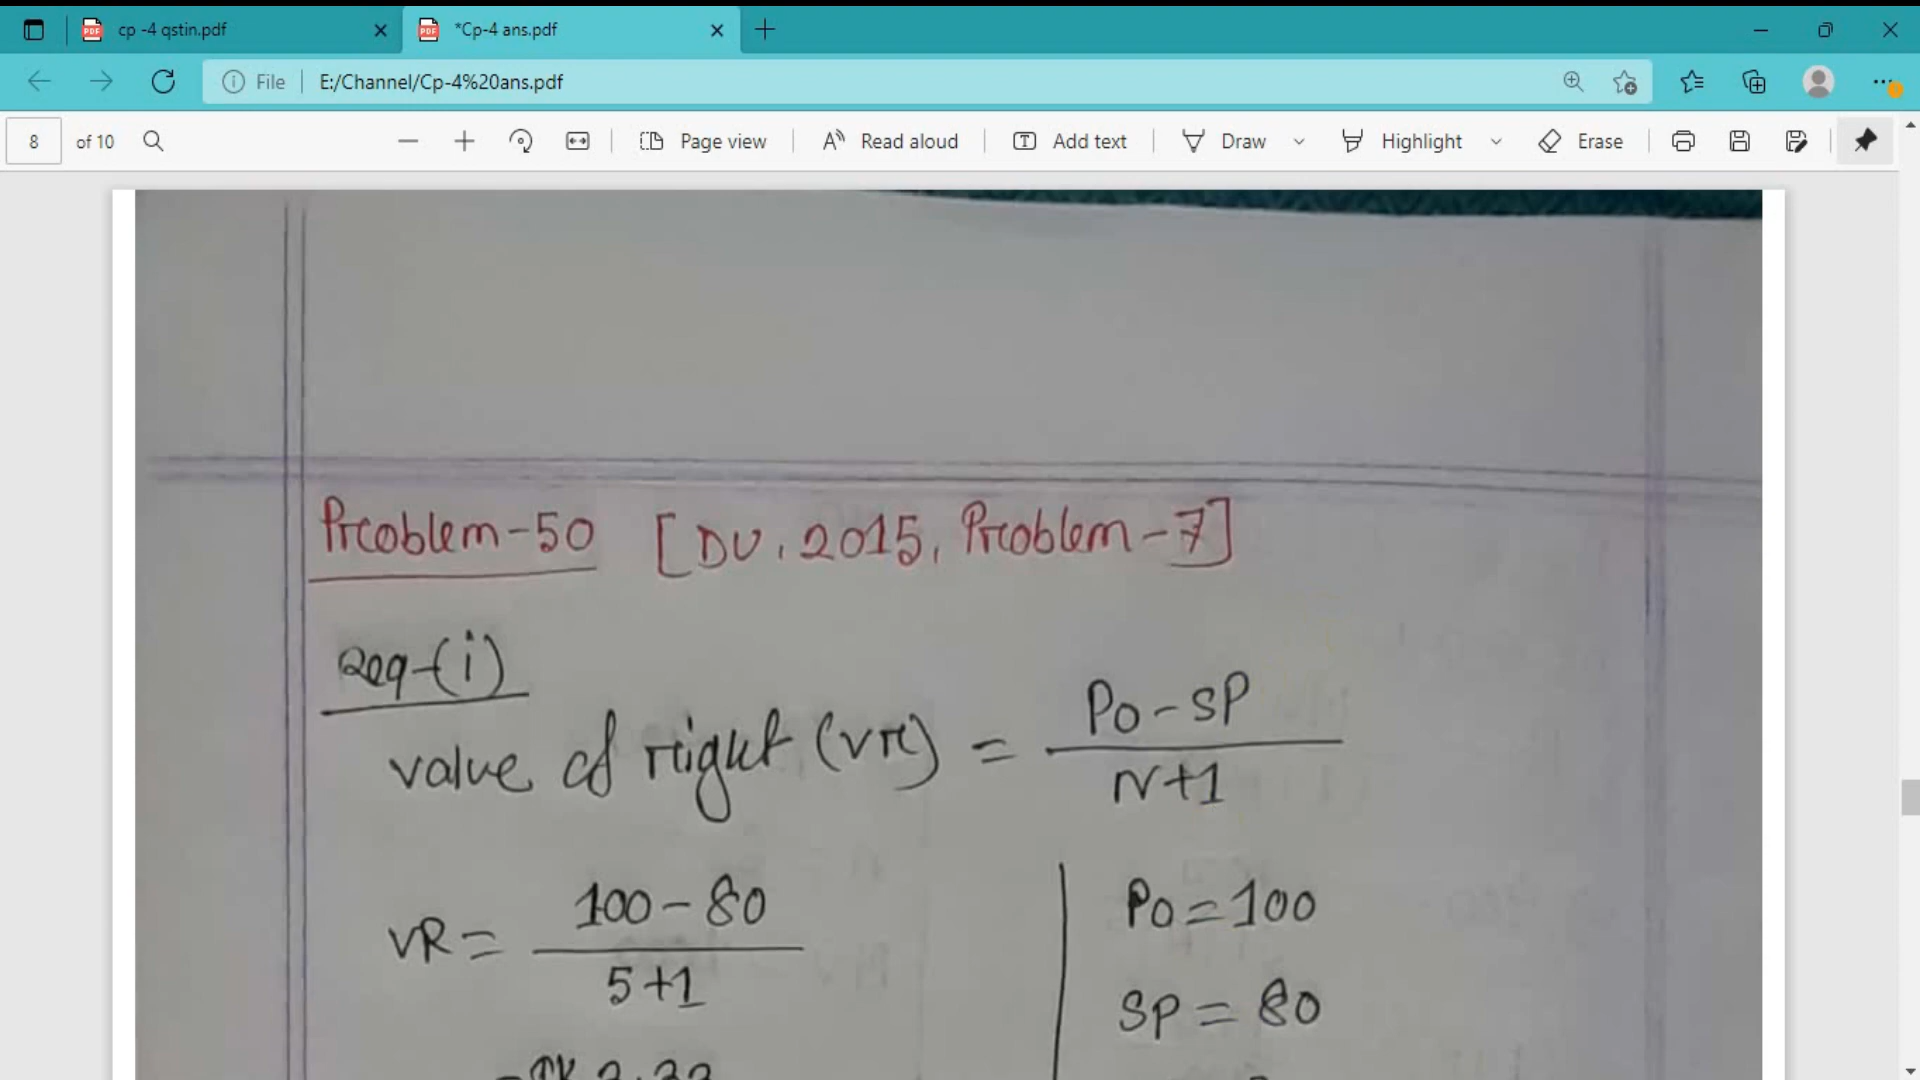 cp -4 qstin.pdf
*Cp-4 ans.pdf
File
E:/Channel/Cp-4%20ans.pdf
8 of 10
Page view
Read aloud
Add text
Draw
Highlight
Erase
Problem-50 [DU, 2015, Problem-7]
Req-(i)
value of right (VR) = Po-SP
N+1
VR = 100-80
5+1
Po = 100
SP = 80